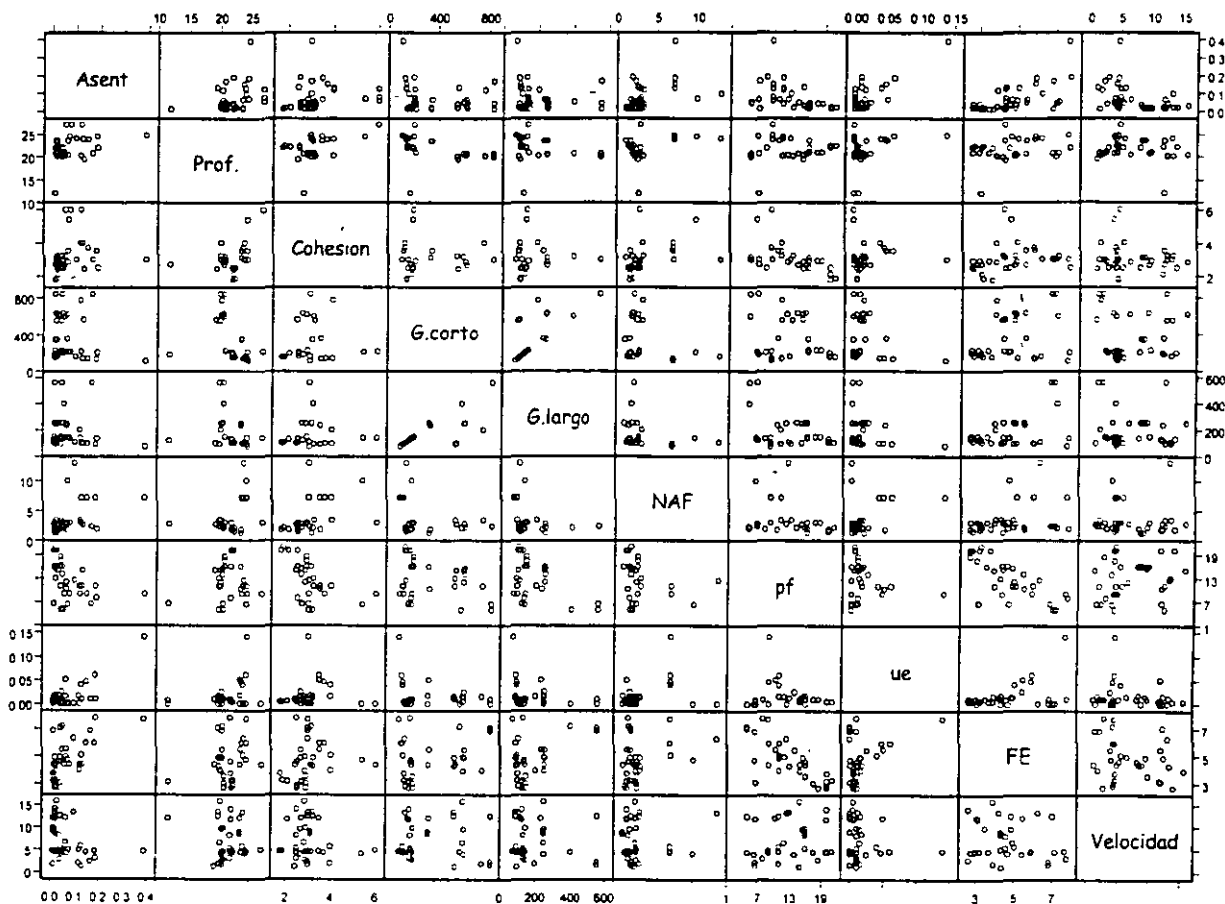 10 15 20 25 0 400 800 0 5 10 0 00 0 05 0 10 0 15 0 5 10 15
Asent 0 0 0 1 0 2 0 3 0 4
10 15 20 25 Prof.
Cohesion 2 4 6
0 400 800 G.corto
G.largo 0 200 400 600
0 5 10 NAF
pf 1 7 13 19
0 00 0 05 0 10 0 15 ue
FE 3 5 7
0 5 10 15 Velocidad
0 0 0 1 0 2 0 3 0 4 2 4 6 0 200 400 600 1 7 13 19 3 5 7